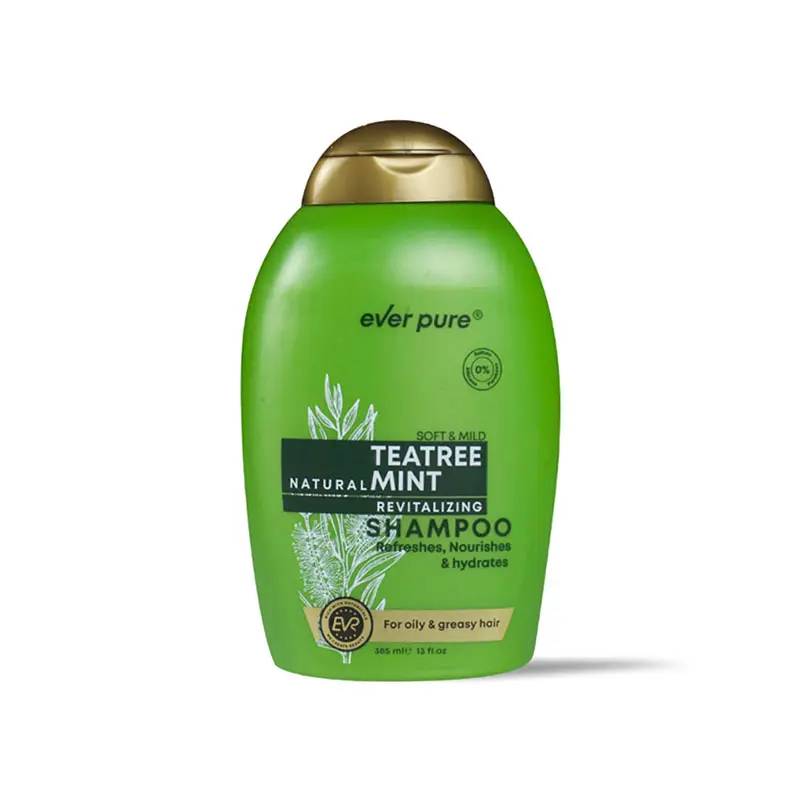 ever pure®
0%
SOFT & MILD
TEATREE
NATURAL MINT
REVITALIZING
SHAMPOO
Refreshes, Nourishes
& hydrates
EVR
For oily & greasy hair
385 ml℮ 13 fl oz